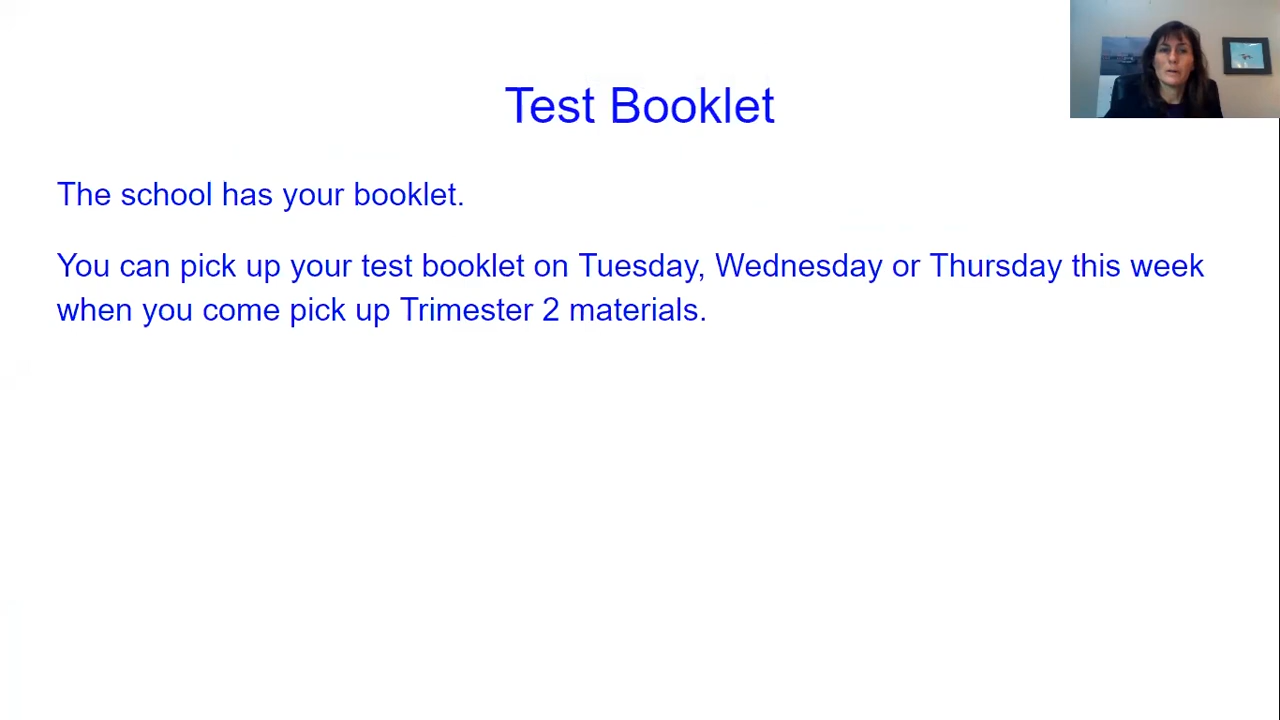 Test Booklet
The school has your booklet.
You can pick up your test booklet on Tuesday, Wednesday or Thursday this week
when you come pick up Trimester 2 materials.